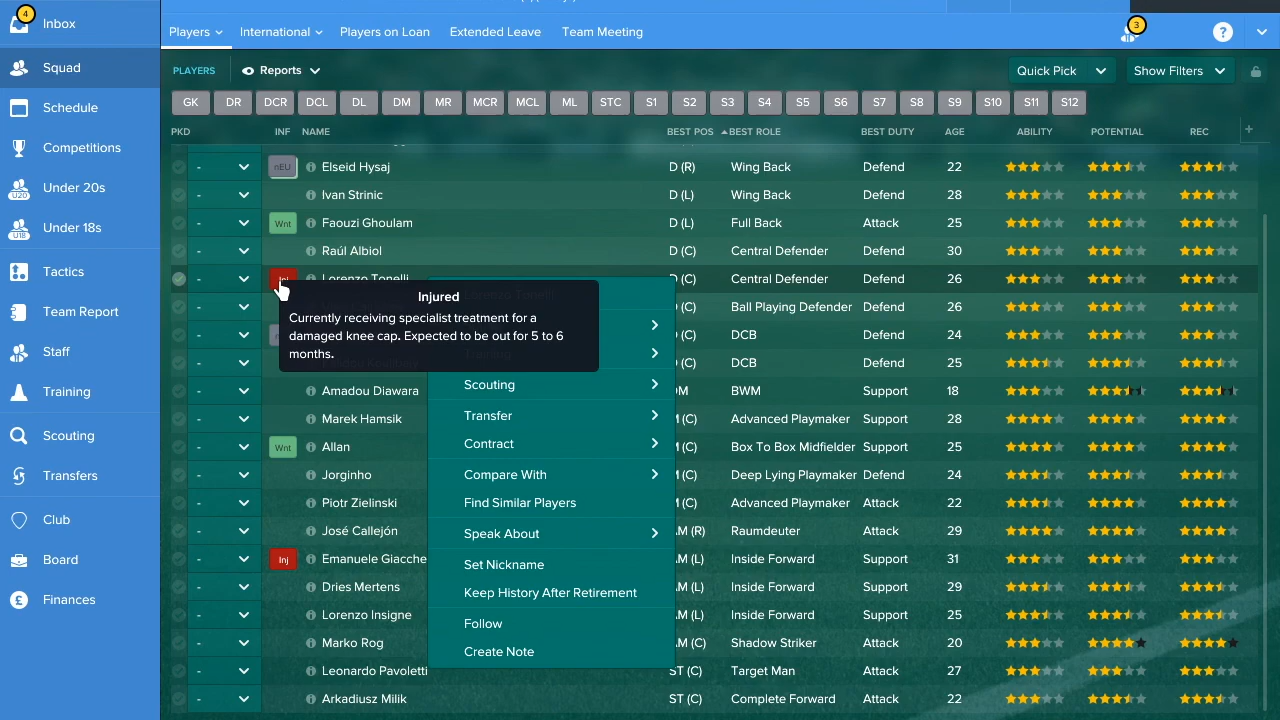 4
Inbox
Squad
Schedule
Competitions
U20 Under 20s
U18 Under 18s
Tactics
Team Report
Staff
Training
Scouting
Transfers
Club
Board
£ Finances
Players International Players on Loan Extended Leave Team Meeting 3 ?
PLAYERS Reports Quick Pick Show Filters
GK DR DCR DCL DL DM MR MCR MCL ML STC S1 S2 S3 S4 S5 S6 S7 S8 S9 S10 S11 S12
PKD INF NAME BEST POS BEST ROLE BEST DUTY AGE ABILITY POTENTIAL REC +
- nEU Elseid Hysaj D (R) Wing Back Defend 22
- Ivan Strinic D (L) Wing Back Defend 28
- Wnt Faouzi Ghoulam D (L) Full Back Attack 25
- Raúl Albiol D (C) Central Defender Defend 30
- Inj Lorenzo Tonelli (C) Central Defender Defend 26
- (C) Ball Playing Defender Defend 26
- (C) DCB Defend 24
- (C) DCB Defend 25
- Amadou Diawara DM BWM Support 18
- Marek Hamsik (C) Advanced Playmaker Support 28
- Wnt Allan (C) Box To Box Midfielder Support 25
- Jorginho (C) Deep Lying Playmaker Defend 24
- Piotr Zielinski (C) Advanced Playmaker Attack 22
- José Callejón M (R) Raumdeuter Attack 29
- Inj Emanuele Giacche M (L) Inside Forward Support 31
- Dries Mertens M (L) Inside Forward Support 29
- Lorenzo Insigne M (L) Inside Forward Support 25
- Marko Rog M (C) Shadow Striker Attack 20
- Leonardo Pavoletti ST (C) Target Man Attack 27
- Arkadiusz Milik ST (C) Complete Forward Attack 22
Injured
Currently receiving specialist treatment for a
damaged knee cap. Expected to be out for 5 to 6
months.
Training
Scouting
Transfer
Contract
Compare With
Find Similar Players
Speak About
Set Nickname
Keep History After Retirement
Follow
Create Note